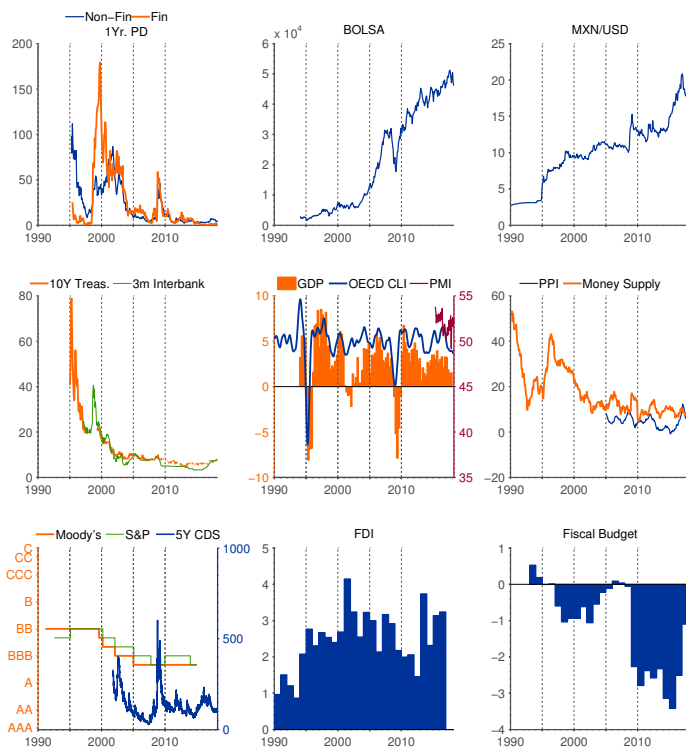 Non−Fin Fin
1Yr. PD
200
150
100
50
0
1990 2000 2010
BOLSA
6 x 10^4
5
4
3
2
1
0
1990 2000 2010
MXN/USD
25
20
15
10
5
0
1990 2000 2010
10Y Treas. 3m Interbank
80
60
40
20
0
1990 2000 2010
GDP OECD CLI PMI
10 55
5 50
0 45
−5 40
−10 35
1990 2000 2010
PPI Money Supply
60
40
20
0
−20
1990 2000 2010
Moody's S&P 5Y CDS
C 1000
CC
CCC
B
BB 500
BBB
A
AA
AAA 0
1990 2000 2010
FDI
5
4
3
2
1
0
1990 2000 2010
Fiscal Budget
1
0
−1
−2
−3
−4
1990 2000 2010